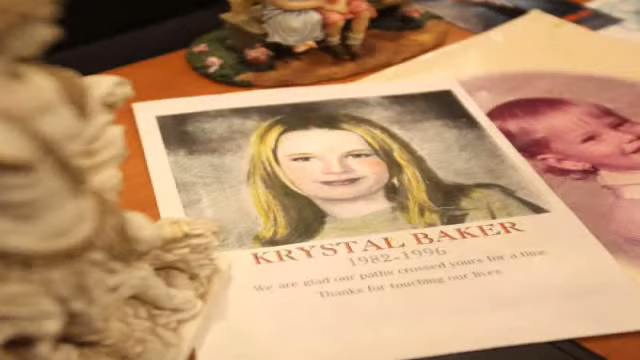 KRYSTAL BAKER
1982-1996
We are glad our paths crossed yours for a time.
Thanks for touching our lives.